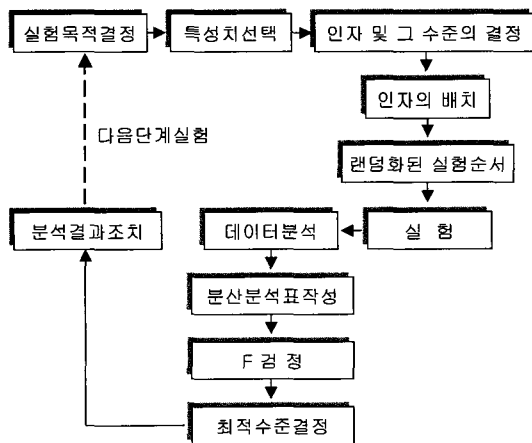 실험목적결정
특성치선택
인자 및 그 수준의 결정
인자의 배치
랜덤화된 실험순서
실 험
데이터분석
분산분석표작성
F 검 정
최적수준결정
분석결과조치
다음단계실험